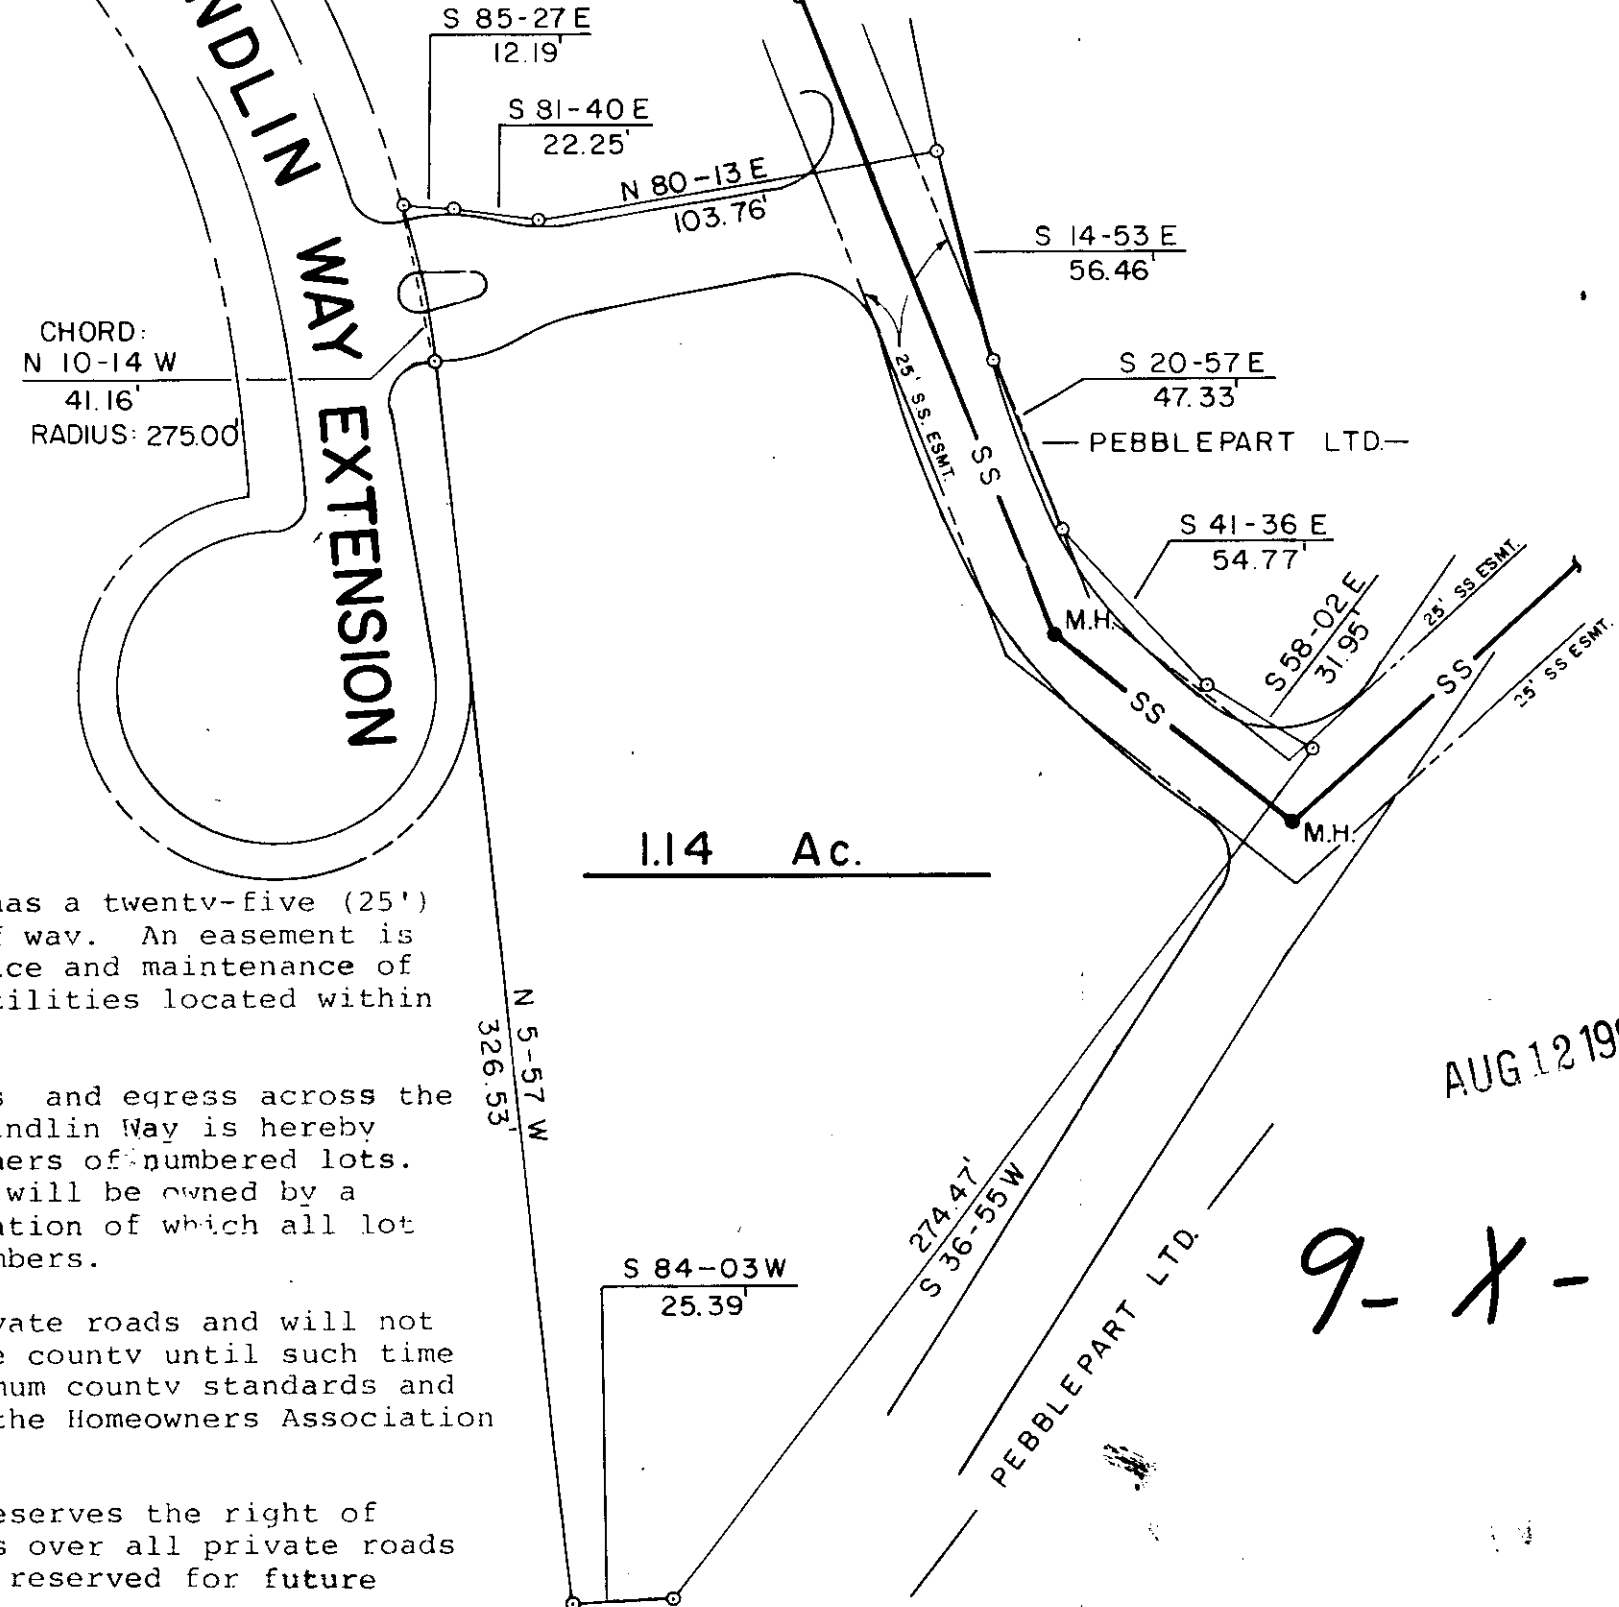 S 85-27 E
12.19'
S 81-40 E
22.25'
N 80-13 E
103.76'
NDLIN WAY EXTENSION
S 14-53 E
56.46'
CHORD:
N 10-14 W
41.16'
RADIUS: 275.00'
25' S.S. ESMT.
S 20-57 E
47.33'
PEBBLEPART LTD.
SS
S 41-36 E
54.77'
S 58-02 E
31.95'
25' SS ESMT.
25' SS ESMT.
M.H.
SS
SS
M.H.
1.14 Ac.
has a twenty-five (25')
f way. An easement is
ice and maintenance of
tilities located within
N 5-57 W
326.53'
AUG 12 19
s and egress across the
ndlin Way is hereby
ners of numbered lots.
will be owned by a
ation of which all lot
mbers.
274.47'
S 36-55 W
PEBBLEPART LTD.
9- X -
S 84-03 W
25.39'
vate roads and will not
e county until such time
mum county standards and
the Homeowners Association
eserves the right of
s over all private roads
reserved for future